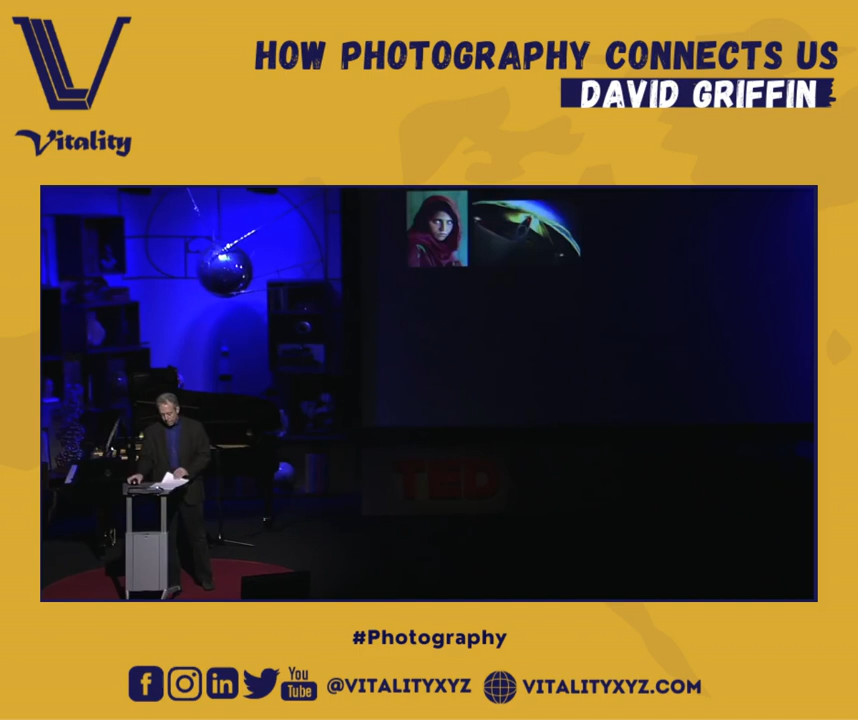 HOW PHOTOGRAPHY CONNECTS US
DAVID GRIFFIN
Vitality
TED
#Photography
You
Tube
@VITALITYXYZ
VITALITYXYZ.COM